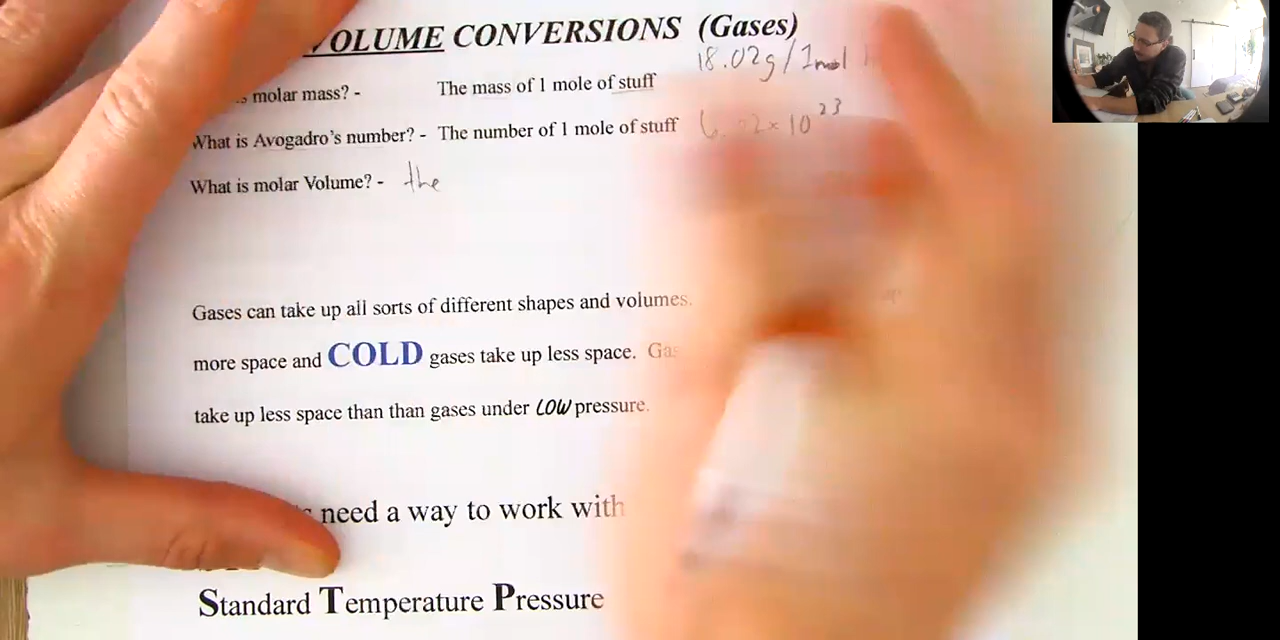 VOLUME CONVERSIONS (Gases)
18.02g/1mol
molar mass? - The mass of 1 mole of stuff
What is Avogadro's number? - The number of 1 mole of stuff 6.02x10^23
What is molar Volume? - the
Gases can take up all sorts of different shapes and volumes.
more space and COLD gases take up less space.
take up less space than than gases under LOW pressure.
need a way to work with
Standard Temperature Pressure